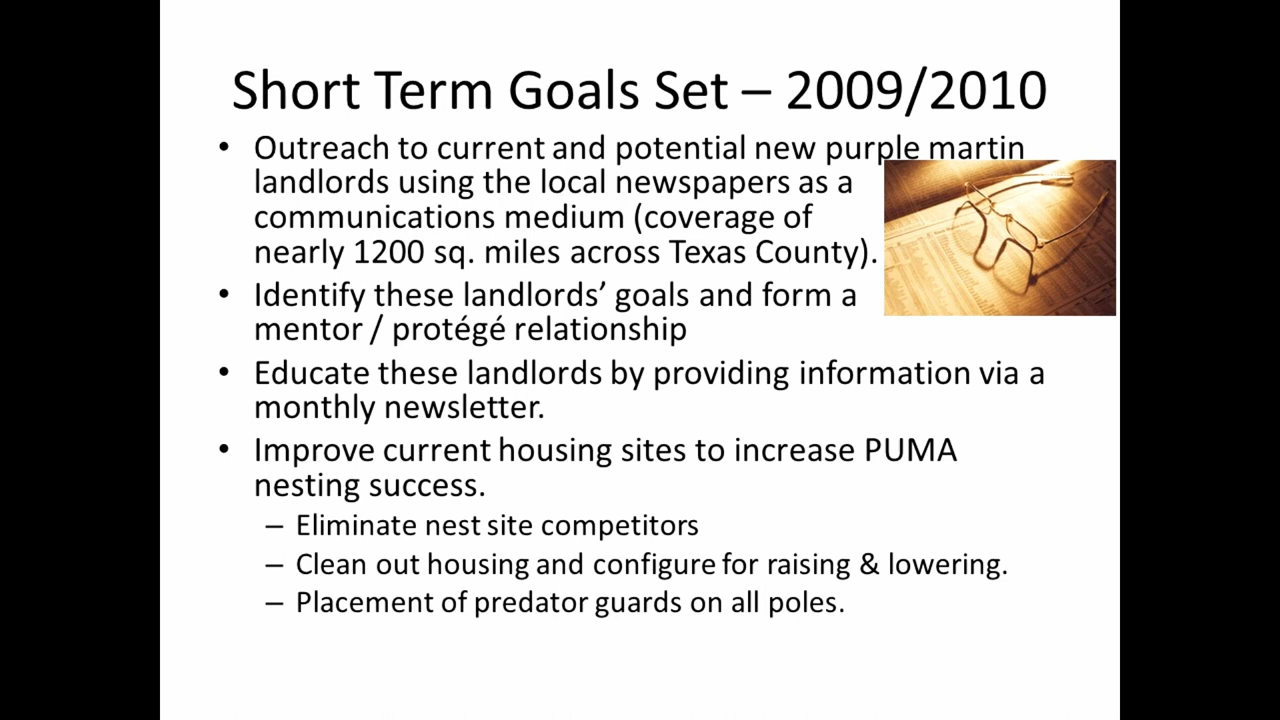 Short Term Goals Set – 2009/2010
• Outreach to current and potential new purple martin
landlords using the local newspapers as a
communications medium (coverage of
nearly 1200 sq. miles across Texas County).
• Identify these landlords’ goals and form a
mentor / protégé relationship
• Educate these landlords by providing information via a
monthly newsletter.
• Improve current housing sites to increase PUMA
nesting success.
– Eliminate nest site competitors
– Clean out housing and configure for raising & lowering.
– Placement of predator guards on all poles.